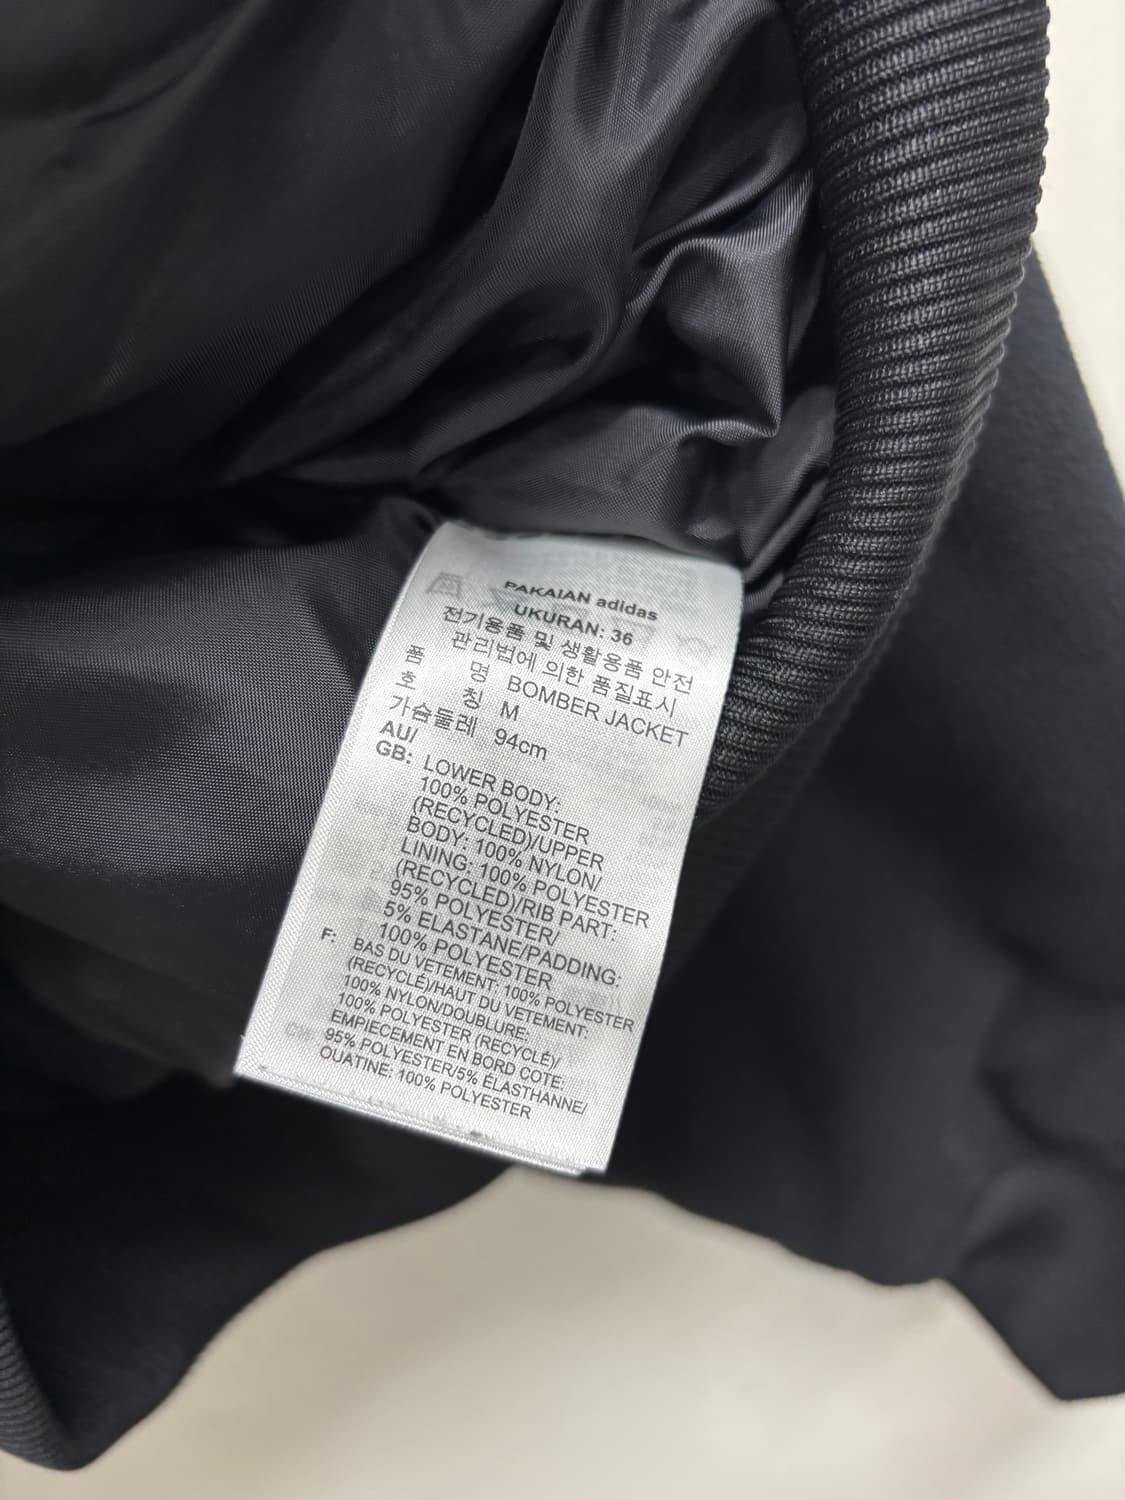 PAKAIAN adidas
UKURAN: 36
전기용품 및 생활용품 안전
관리법에 의한 품질표시
품 명 BOMBER JACKET
호 칭 M
가슴둘레 94cm
AU/
GB: LOWER BODY:
100% POLYESTER
(RECYCLED)/UPPER
BODY: 100% NYLON/
LINING: 100% POLYESTER
(RECYCLED)/RIB PART:
95% POLYESTER/
5% ELASTANE/PADDING:
100% POLYESTER
F: BAS DU VETEMENT: 100% POLYESTER
(RECYCLÉ)/HAUT DU VETEMENT:
100% NYLON/DOUBLURE:
100% POLYESTER (RECYCLÉ)/
EMPIECEMENT EN BORD COTE:
95% POLYESTER/5% ÉLASTHANNE/
OUATINE: 100% POLYESTER